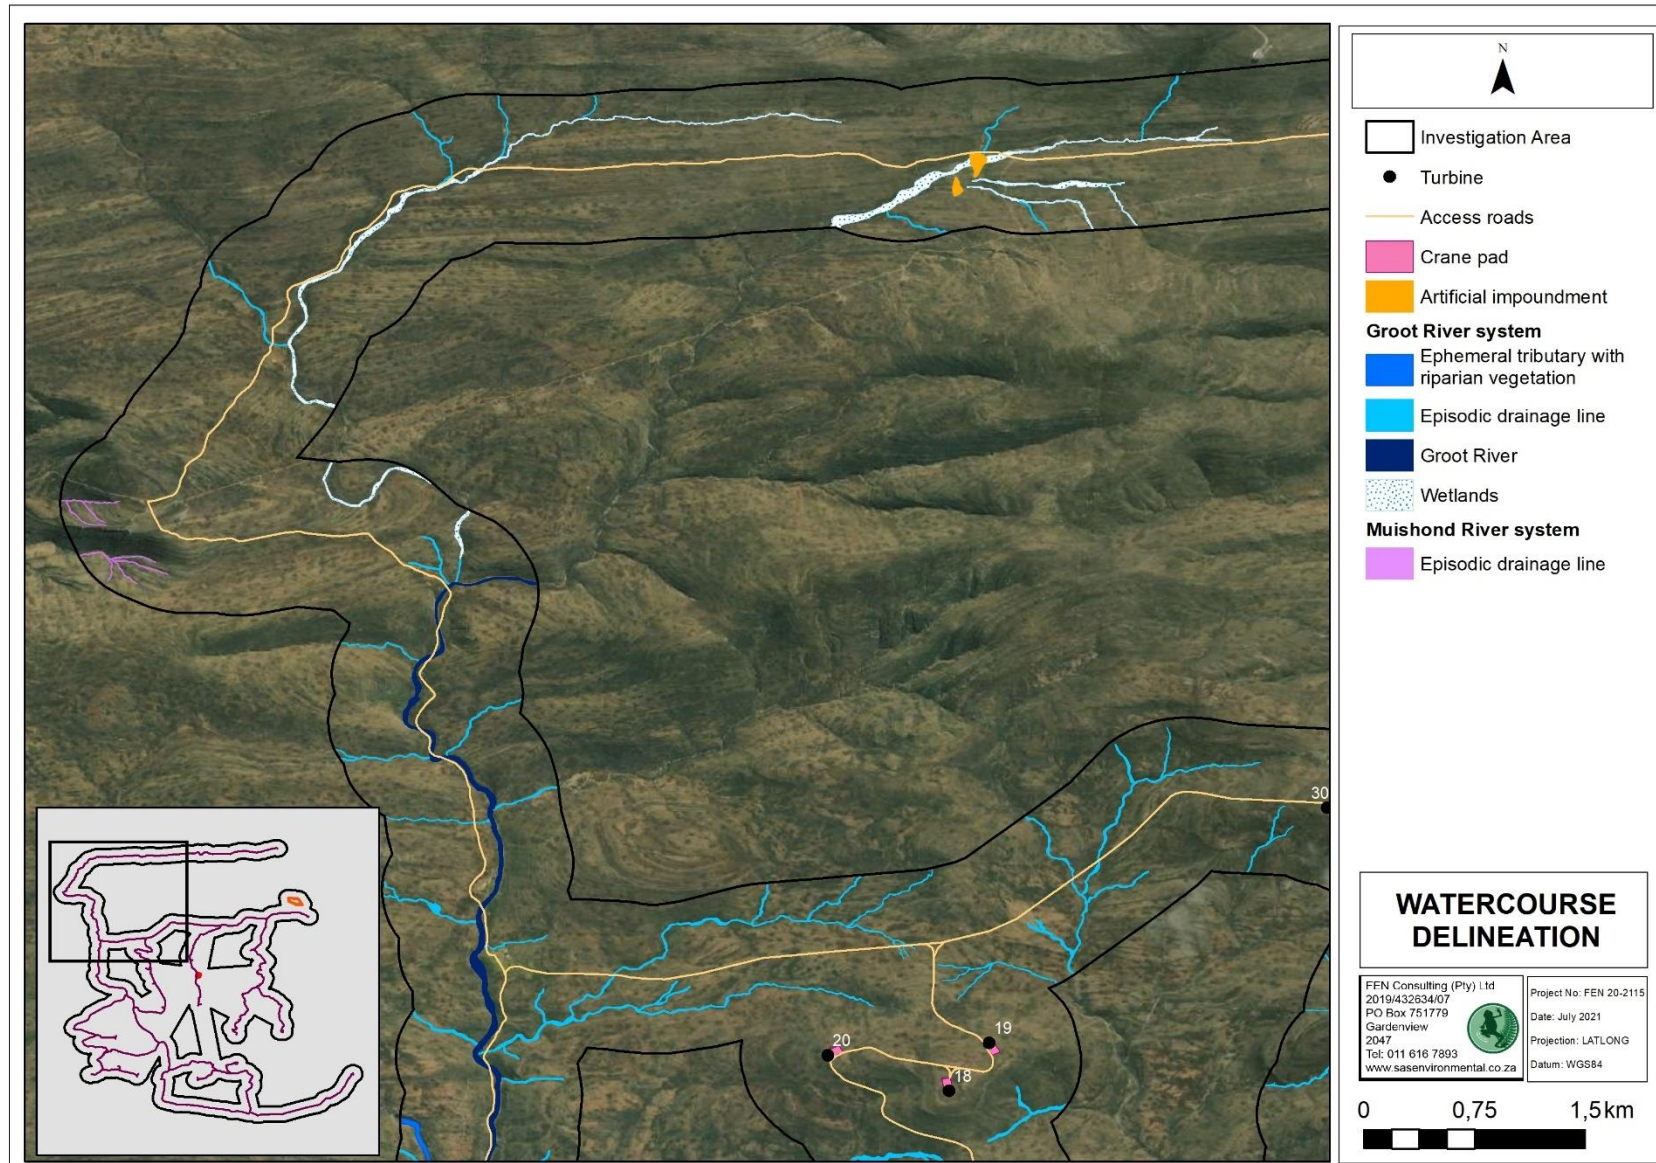 N
Investigation Area
Turbine
Access roads
Crane pad
Artificial impoundment
Groot River system
Ephemeral tributary with
riparian vegetation
Episodic drainage line
Groot River
Wetlands
Muishond River system
Episodic drainage line
30
19
20
18
WATERCOURSE
DELINEATION
FEN Consulting (Pty) Ltd
2019/432634/07
PO Box 751779
Gardenview
2047
Tel: 011 616 7893
www.sasenvironmental.co.za
Project No: FEN 20-2115
Date: July 2021
Projection: LATLONG
Datum: WGS84
0 0,75 1,5 km